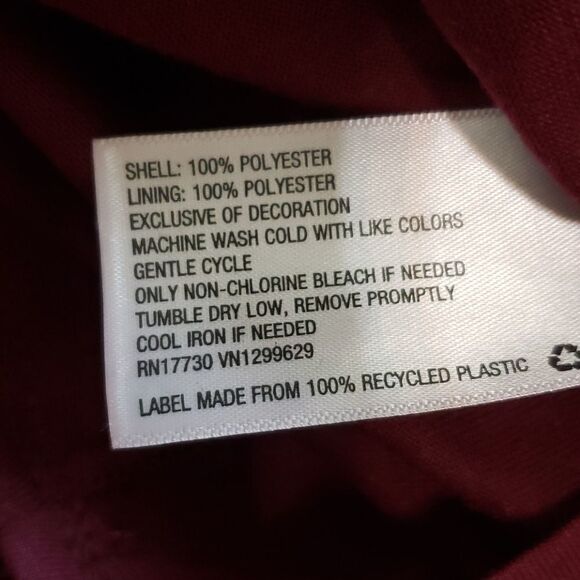 SHELL: 100% POLYESTER
LINING: 100% POLYESTER
EXCLUSIVE OF DECORATION
MACHINE WASH COLD WITH LIKE COLORS
GENTLE CYCLE
ONLY NON-CHLORINE BLEACH IF NEEDED
TUMBLE DRY LOW, REMOVE PROMPTLY
COOL IRON IF NEEDED
RN17730 VN1299629
LABEL MADE FROM 100% RECYCLED PLASTIC